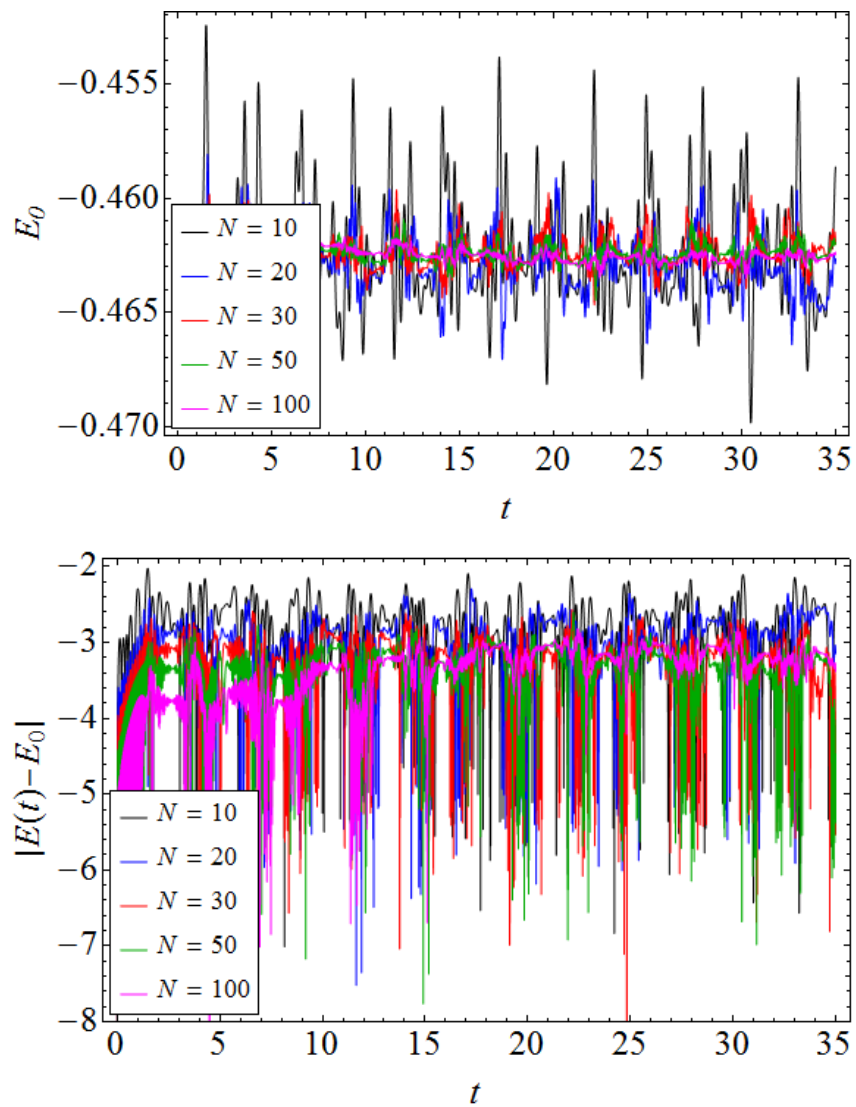 −0.455
−0.460
−0.465
−0.470
E0
N = 10
N = 20
N = 30
N = 50
N = 100
0 5 10 15 20 25 30 35
t
−2
−3
−4
−5
−6
−7
−8
|E(t)−E0|
N = 10
N = 20
N = 30
N = 50
N = 100
0 5 10 15 20 25 30 35
t